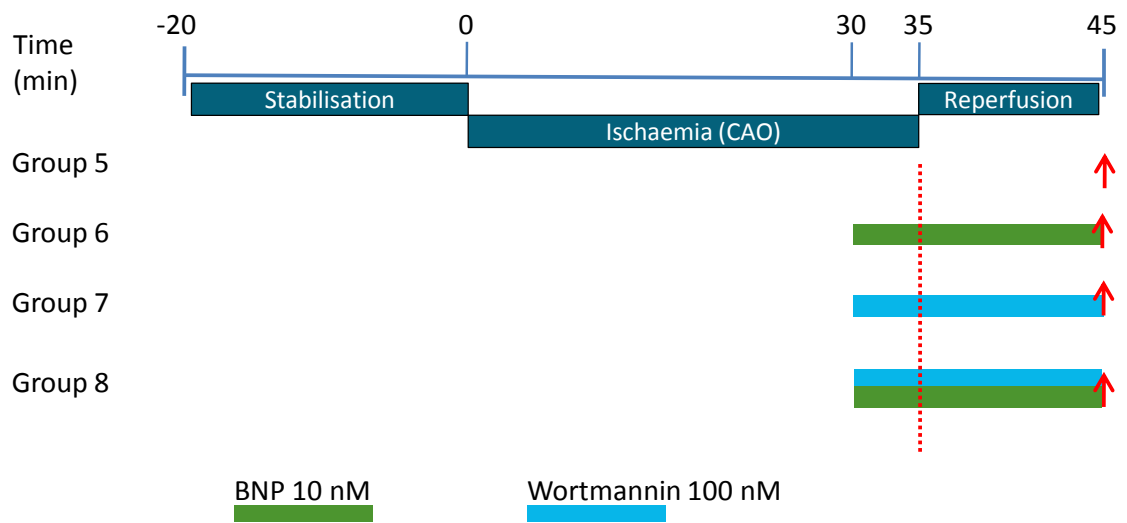 -20 0 30 35 45
Time
(min)
Stabilisation Reperfusion
Ischaemia (CAO)
Group 5
Group 6
Group 7
Group 8
BNP 10 nM Wortmannin 100 nM